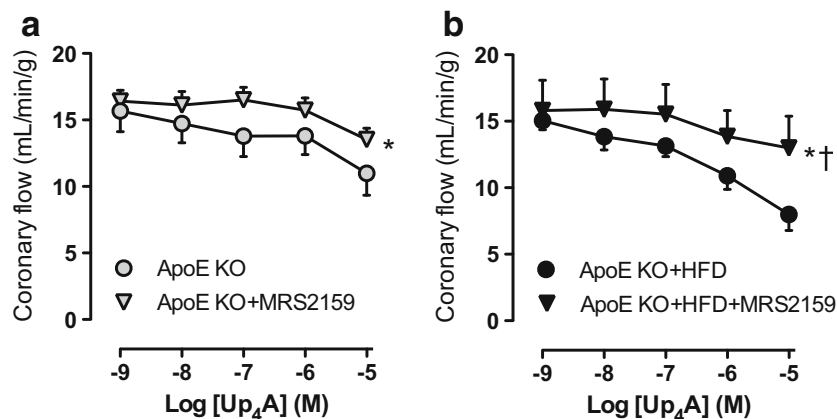 a
Coronary flow (mL/min/g)
20
15
10
5
0
*
ApoE KO
ApoE KO+MRS2159
-9 -8 -7 -6 -5
Log [Up₄A] (M)
b
Coronary flow (mL/min/g)
20
15
10
5
0
*†
ApoE KO+HFD
ApoE KO+HFD+MRS2159
-9 -8 -7 -6 -5
Log [Up₄A] (M)